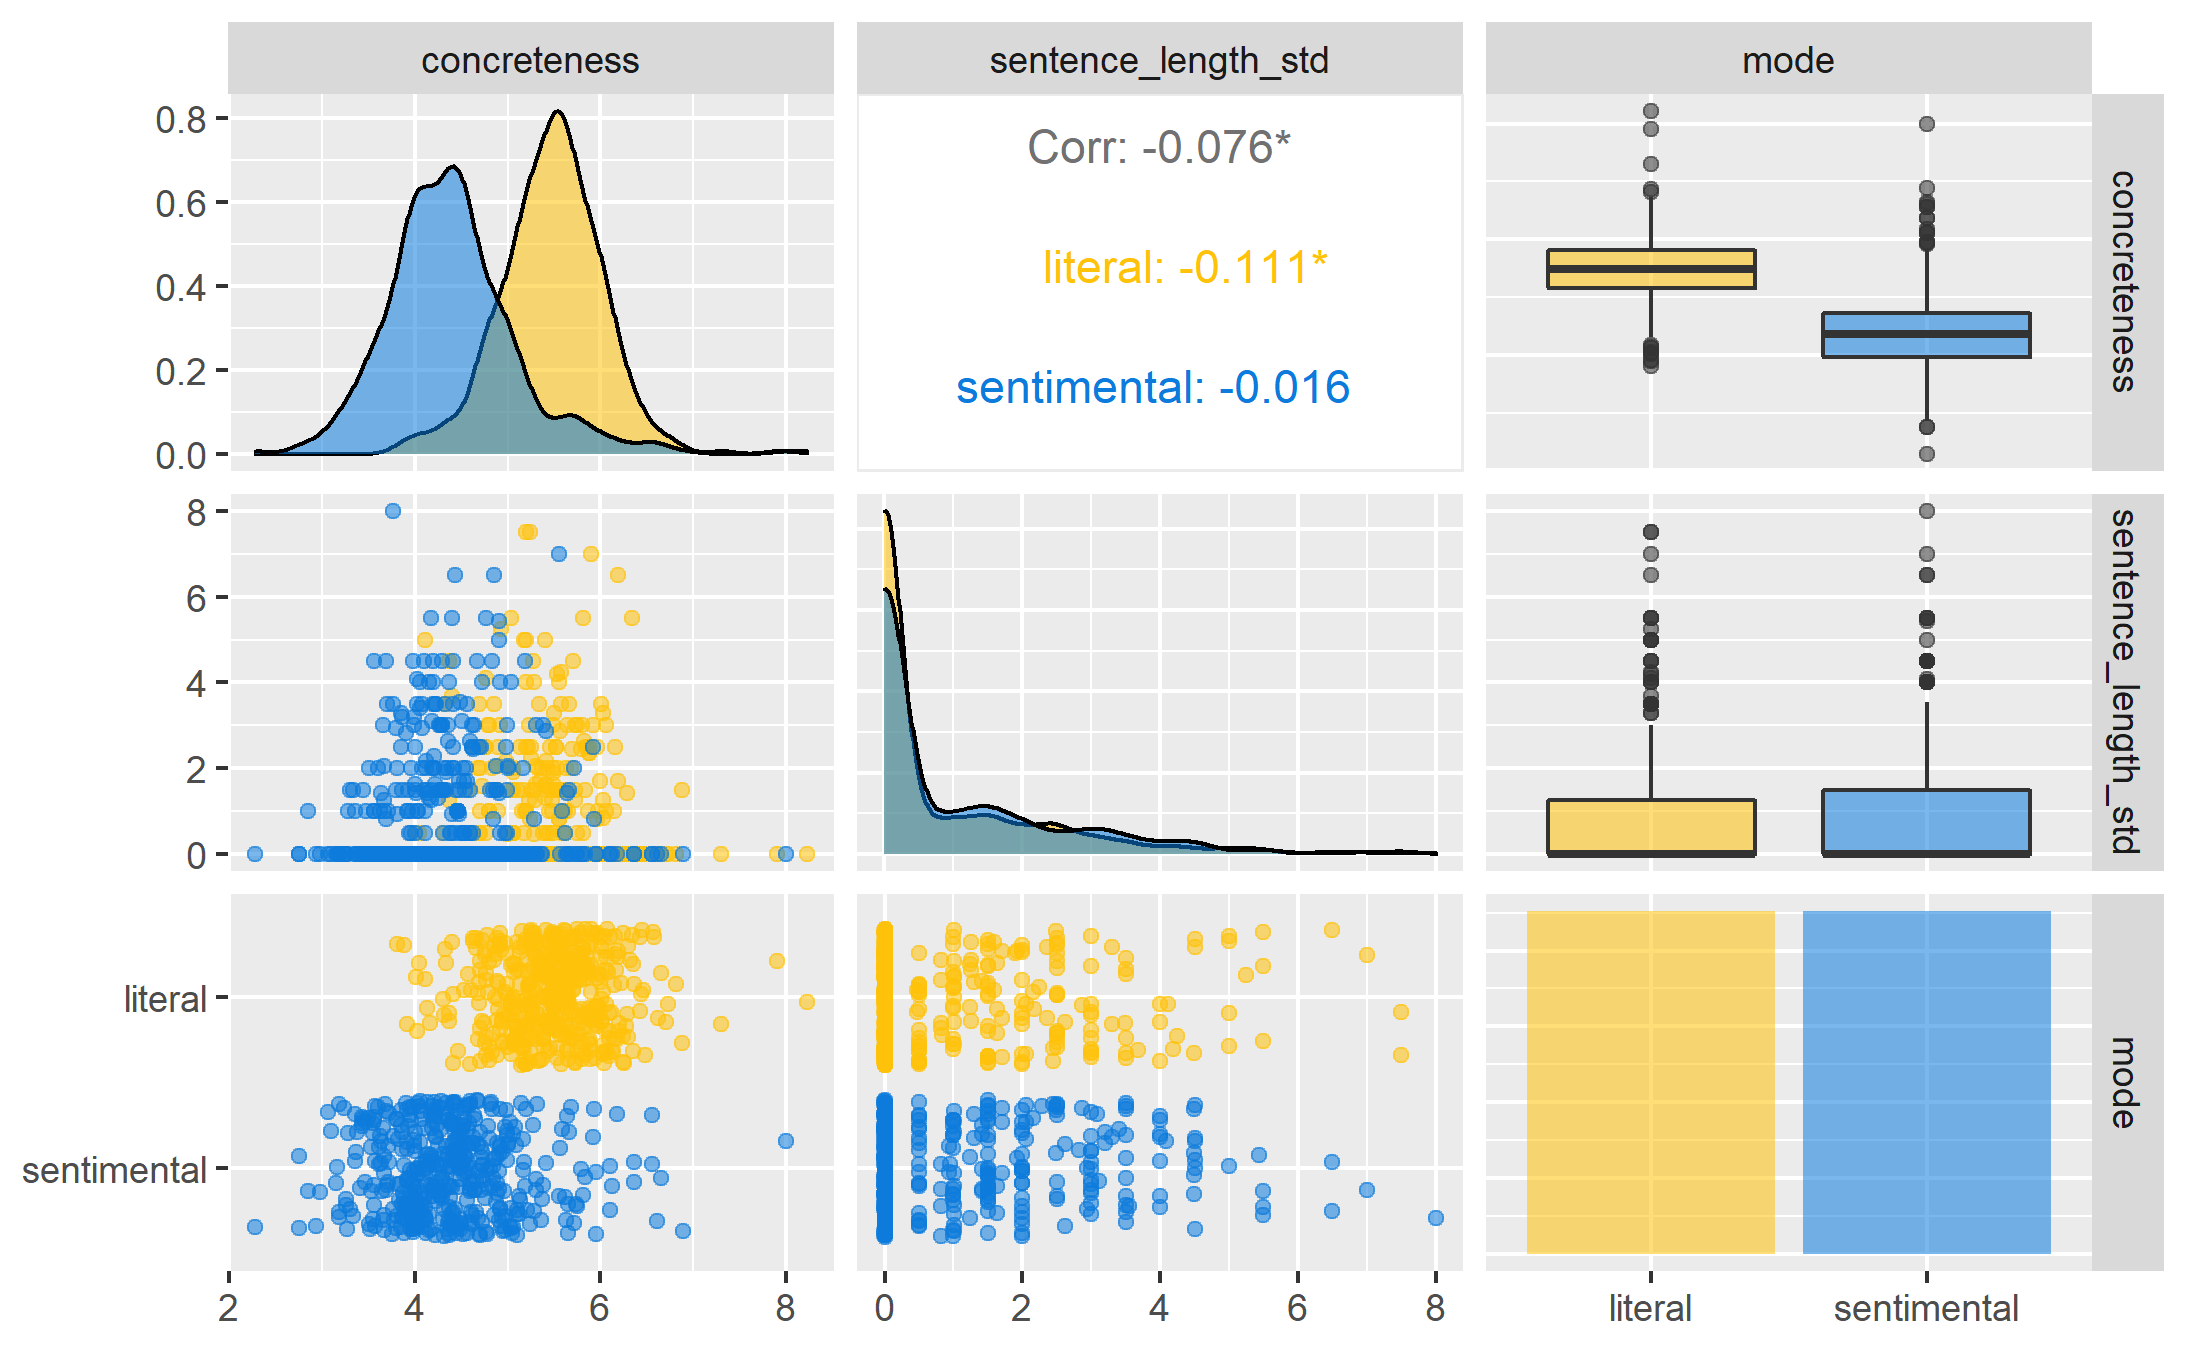 concreteness
sentence_length_std
mode
0.8
0.6
0.4
0.2
0.0
Corr: -0.076*
literal: -0.111*
sentimental: -0.016
concreteness
8
6
4
2
0
sentence_length_std
literal
sentimental
mode
2
4
6
8
0
2
4
6
8
literal
sentimental